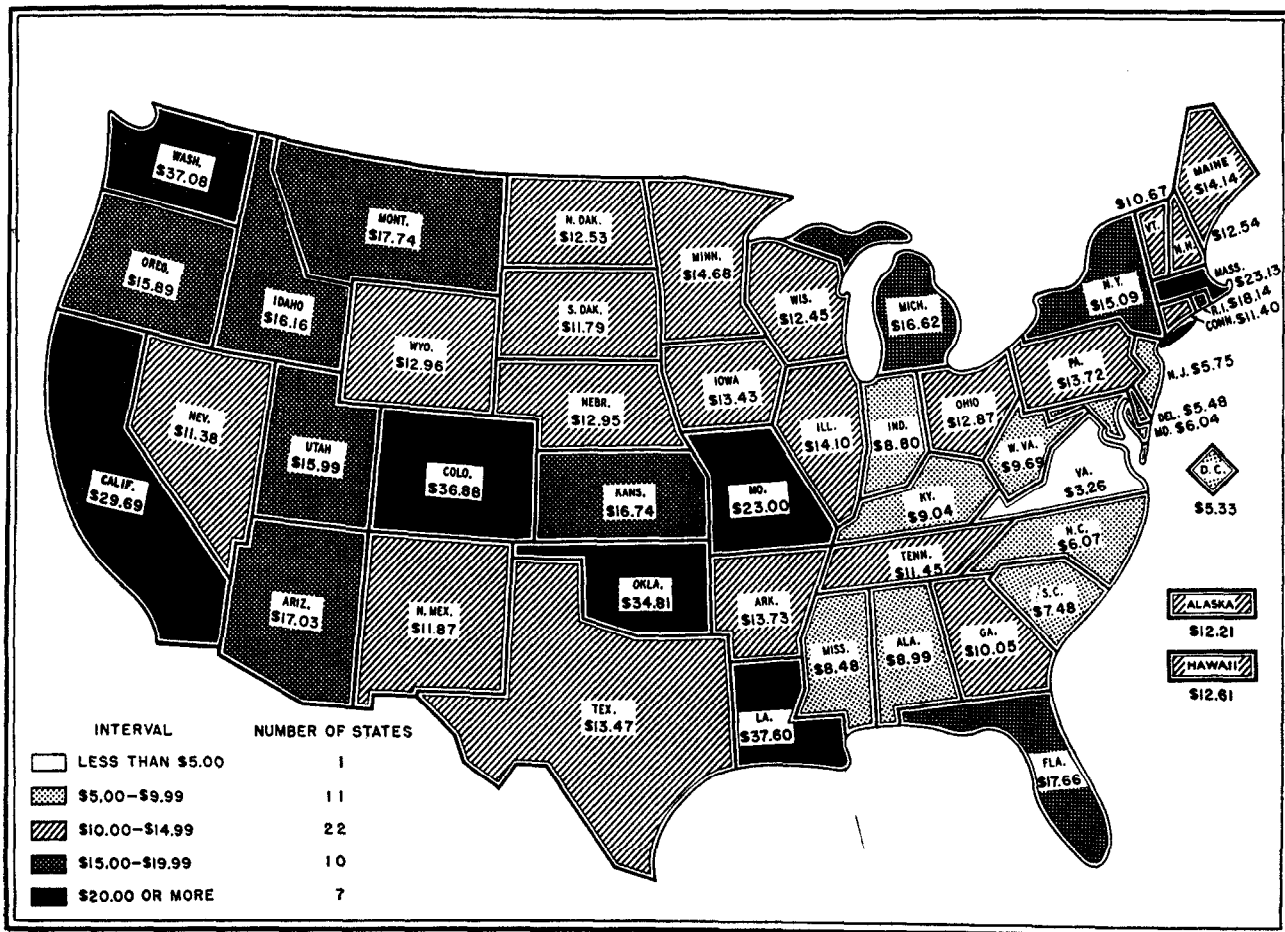 WASH.
$37.08
OREG.
$15.89
CALIF.
$29.69
IDAHO
$16.16
NEV.
$11.38
MONT.
$17.74
WYO.
$12.96
UTAH
$15.99
COLO.
$36.88
ARIZ.
$17.03
N. MEX.
$11.87
N. DAK.
$12.53
S. DAK.
$11.79
NEBR.
$12.95
KANS.
$16.74
OKLA.
$34.81
TEX.
$13.47
MINN.
$14.68
IOWA
$13.43
MO.
$23.00
ARK.
$13.73
LA.
$37.60
WIS.
$12.45
ILL.
$14.10
MICH.
$16.62
IND.
$8.80
OHIO
$12.87
KY.
$9.04
TENN.
$11.45
MISS.
$8.48
ALA.
$8.99
GA.
$10.05
FLA.
$17.66
S.C.
$7.48
N.C.
$6.07
VA.
$3.26
W. VA.
$9.69
PA.
$13.72
N.Y.
$15.09
$10.67
VT.
N.H.
$12.54
MAINE
$14.14
MASS.
$23.13
R.I. $18.14
CONN. $11.40
N.J. $5.75
DEL. $5.48
MD. $6.04
D.C.
$5.33
ALASKA
$12.21
HAWAII
$12.61
INTERVAL NUMBER OF STATES
LESS THAN $5.00 1
$5.00-$9.99 11
$10.00-$14.99 22
$15.00-$19.99 10
$20.00 OR MORE 7